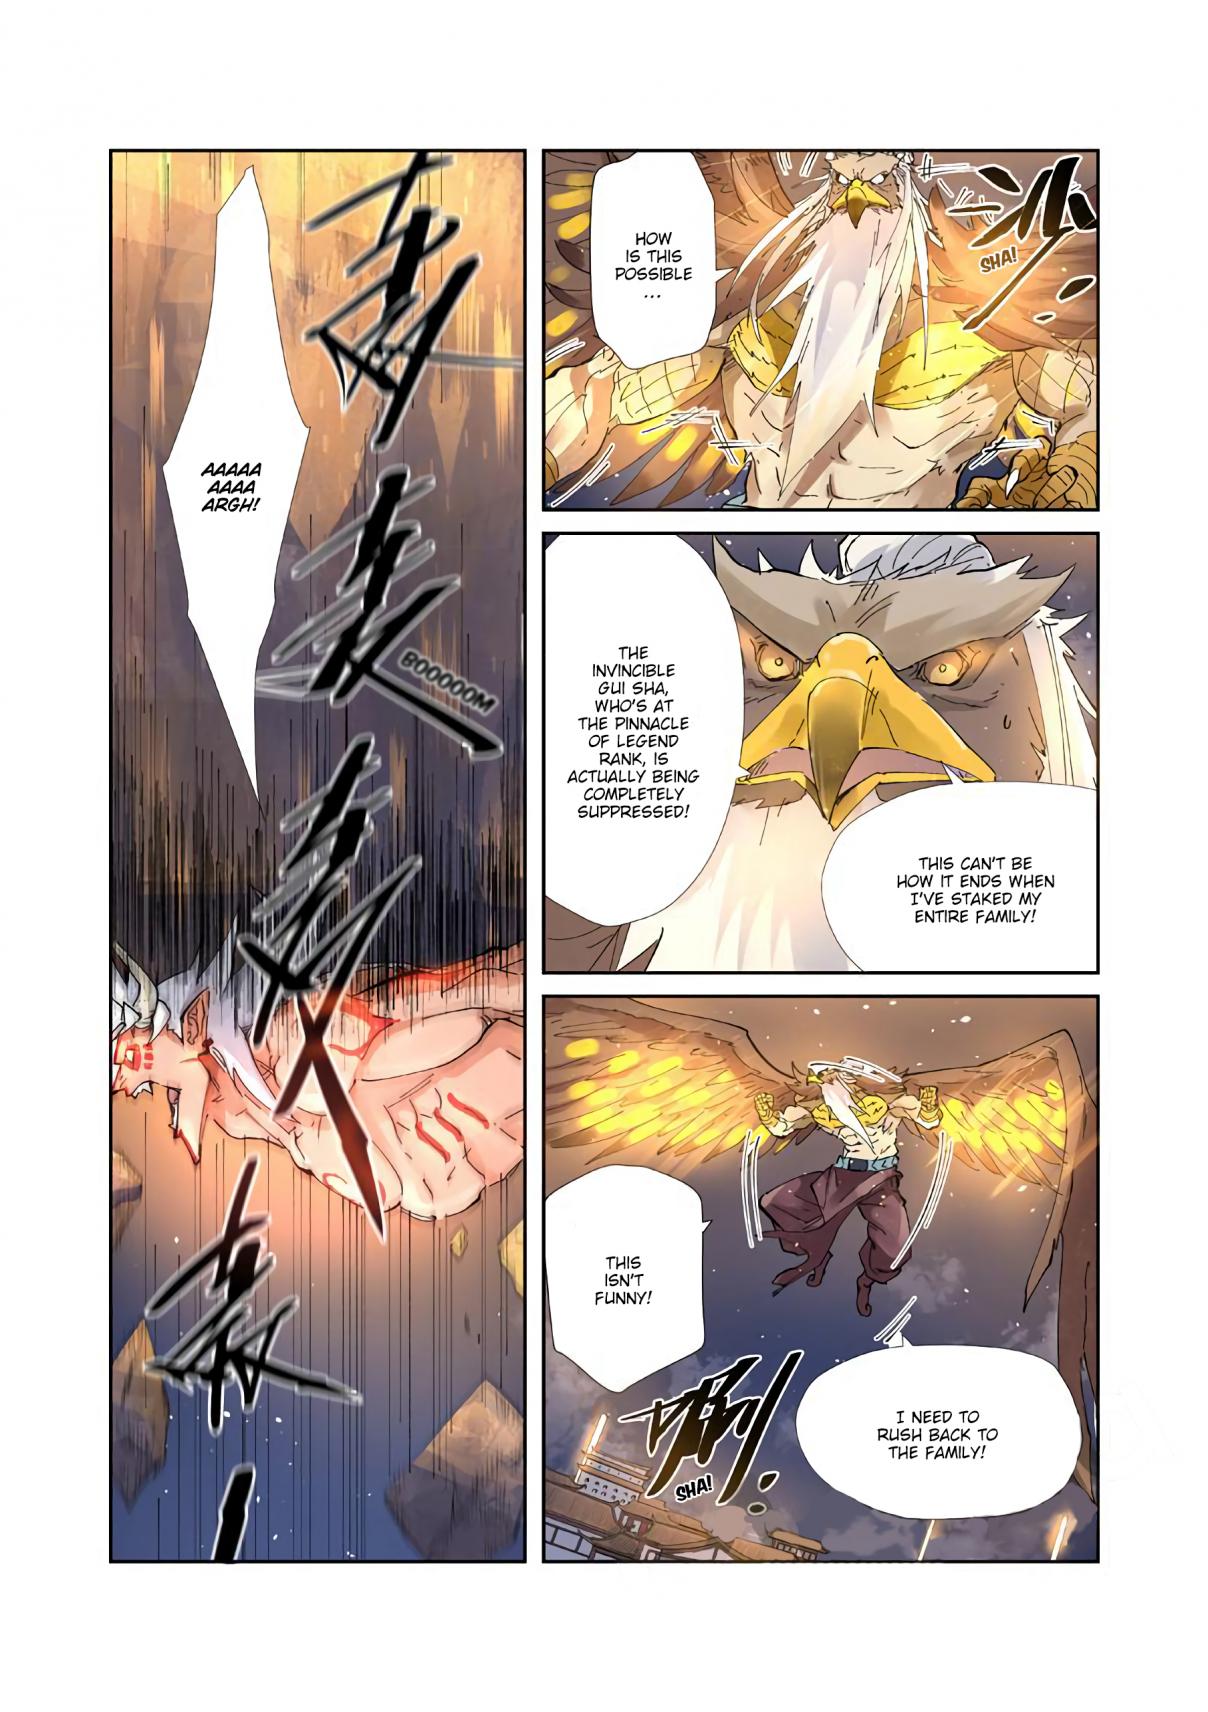 HOW
IS THIS
POSSIBLE
...
SHA!
THE
INVINCIBLE
GUI SHA,
WHO'S AT
THE PINNACLE
OF LEGEND
RANK, IS
ACTUALLY BEING
COMPLETELY
SUPPRESSED!
THIS CAN'T BE
HOW IT ENDS WHEN
I'VE STAKED MY
ENTIRE FAMILY!
THIS
ISN'T
FUNNY!
I NEED TO
RUSH BACK TO
THE FAMILY!
唰
SHA!
AAAAA
AAAA
ARGH!
BOOOOOM